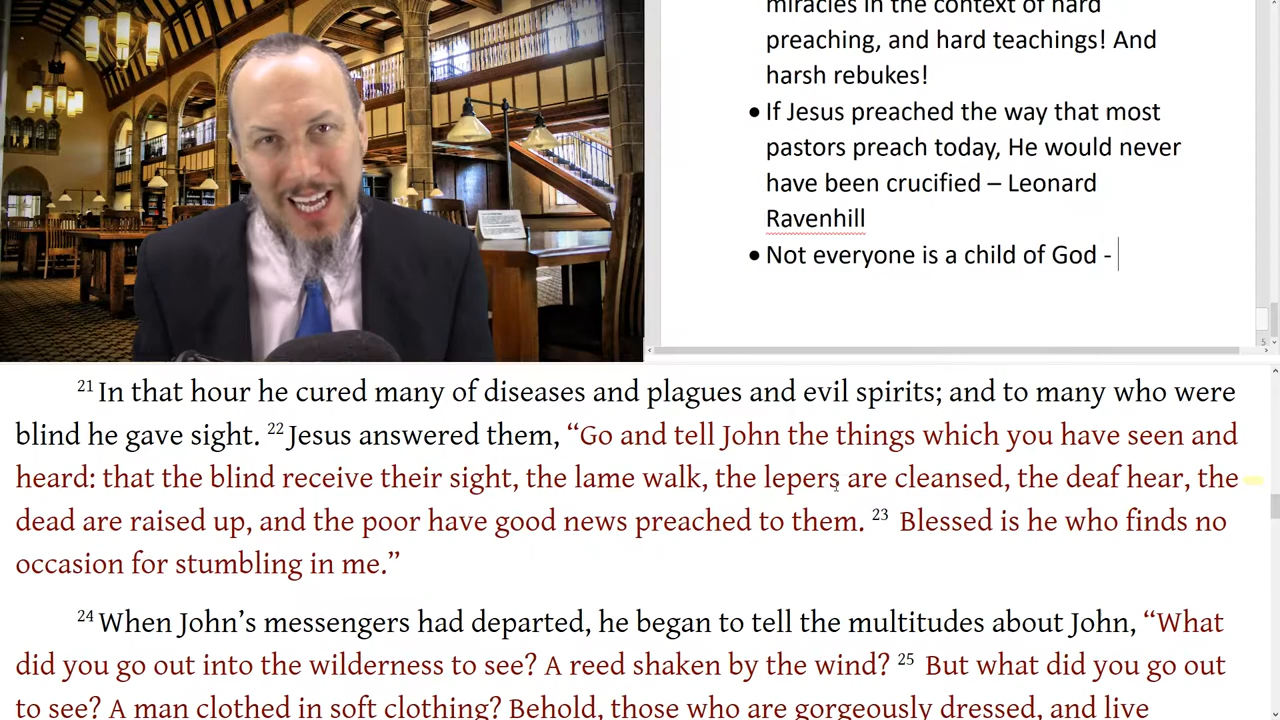 miracles in the context of hard
preaching, and hard teachings! And
harsh rebukes!
• If Jesus preached the way that most
pastors preach today, He would never
have been crucified – Leonard
Ravenhill
• Not everyone is a child of God -
5
21 In that hour he cured many of diseases and plagues and evil spirits; and to many who were
blind he gave sight. 22 Jesus answered them, “Go and tell John the things which you have seen and
heard: that the blind receive their sight, the lame walk, the lepers are cleansed, the deaf hear, the
dead are raised up, and the poor have good news preached to them. 23 Blessed is he who finds no
occasion for stumbling in me.”
24 When John’s messengers had departed, he began to tell the multitudes about John, “What
did you go out into the wilderness to see? A reed shaken by the wind? 25 But what did you go out
to see? A man clothed in soft clothing? Behold, those who are gorgeously dressed, and live